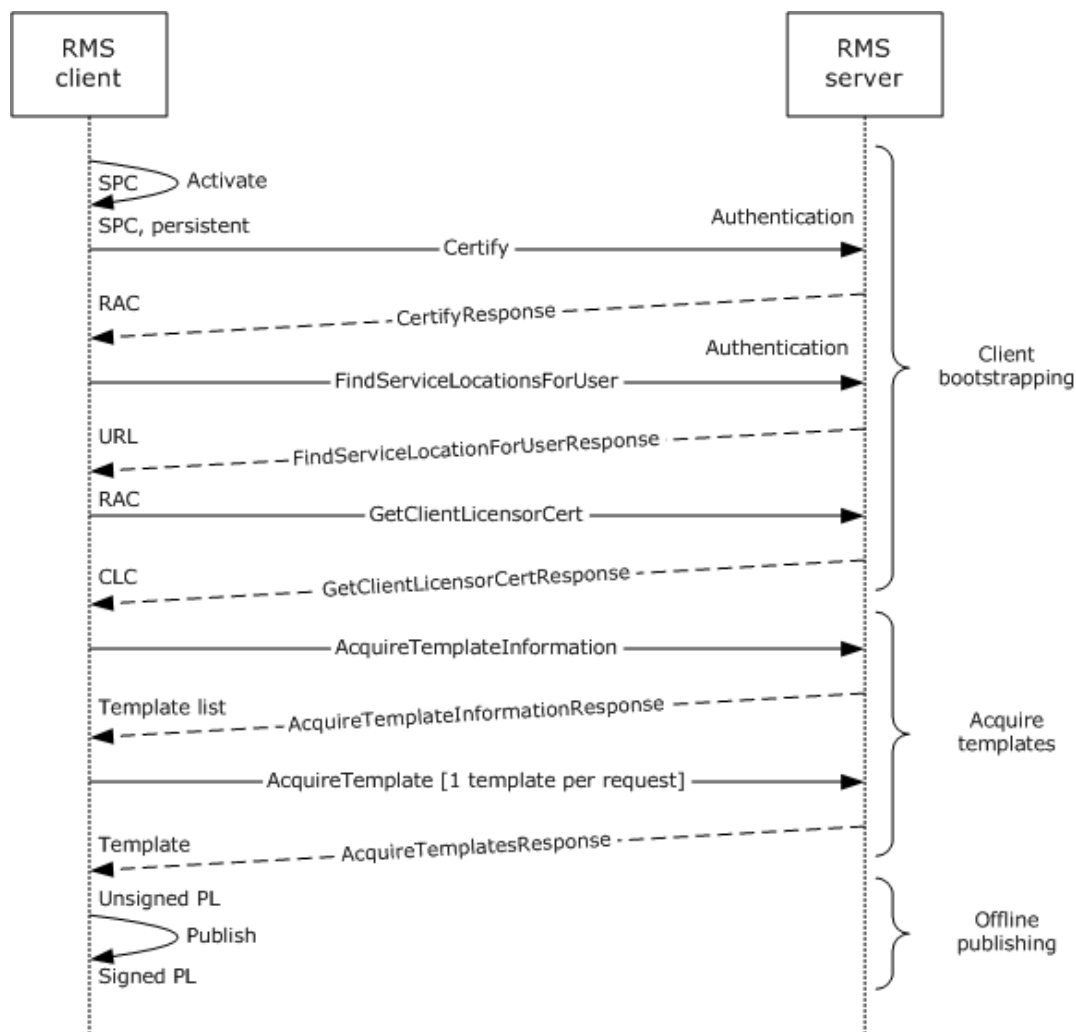 RMS
client
RMS
server
SPC
Activate
SPC, persistent
Authentication
Certify
RAC
CertifyResponse
Authentication
FindServiceLocationsForUser
Client
bootstrapping
URL
FindServiceLocationForUserResponse
RAC
GetClientLicensorCert
CLC
GetClientLicensorCertResponse
AcquireTemplateInformation
Template list
AcquireTemplateInformationResponse
Acquire
templates
AcquireTemplate [1 template per request]
Template
AcquireTemplatesResponse
Unsigned PL
Publish
Offline
publishing
Signed PL